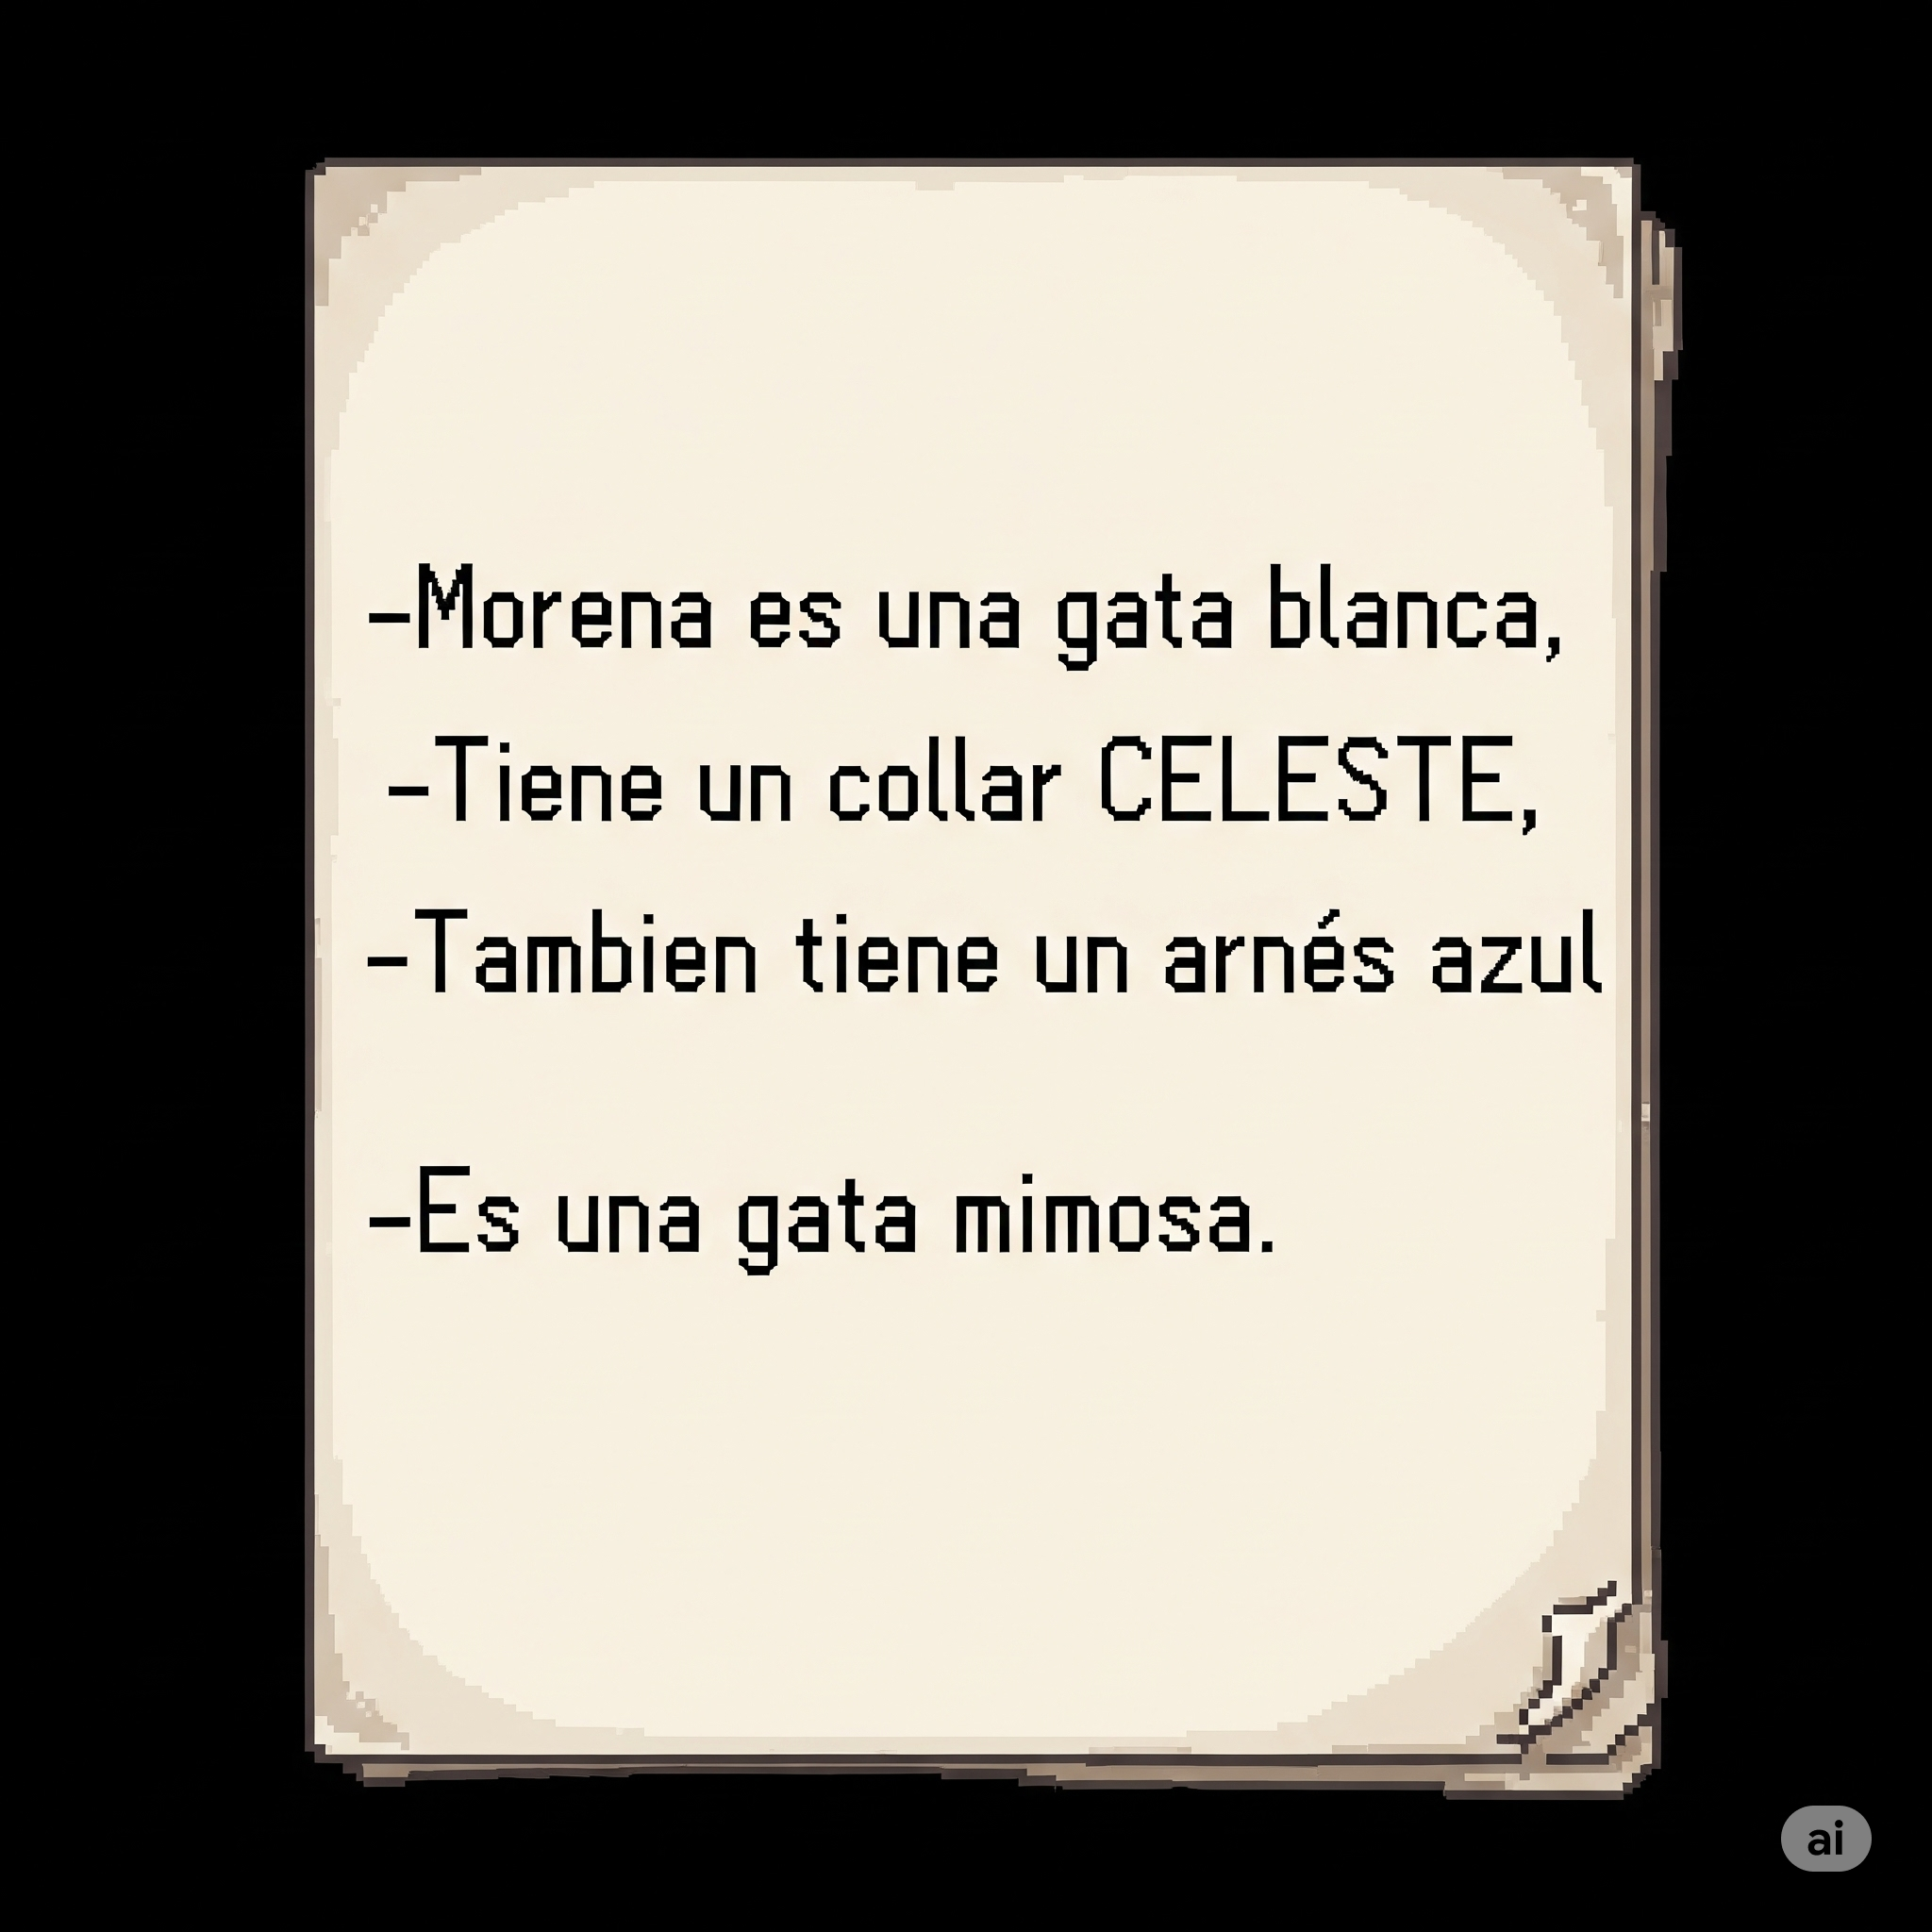 -Morena es una gata blanca,
-Tiene un collar CELESTE,
-Tambien tiene un arnés azul
-Es una gata mimosa.
ai